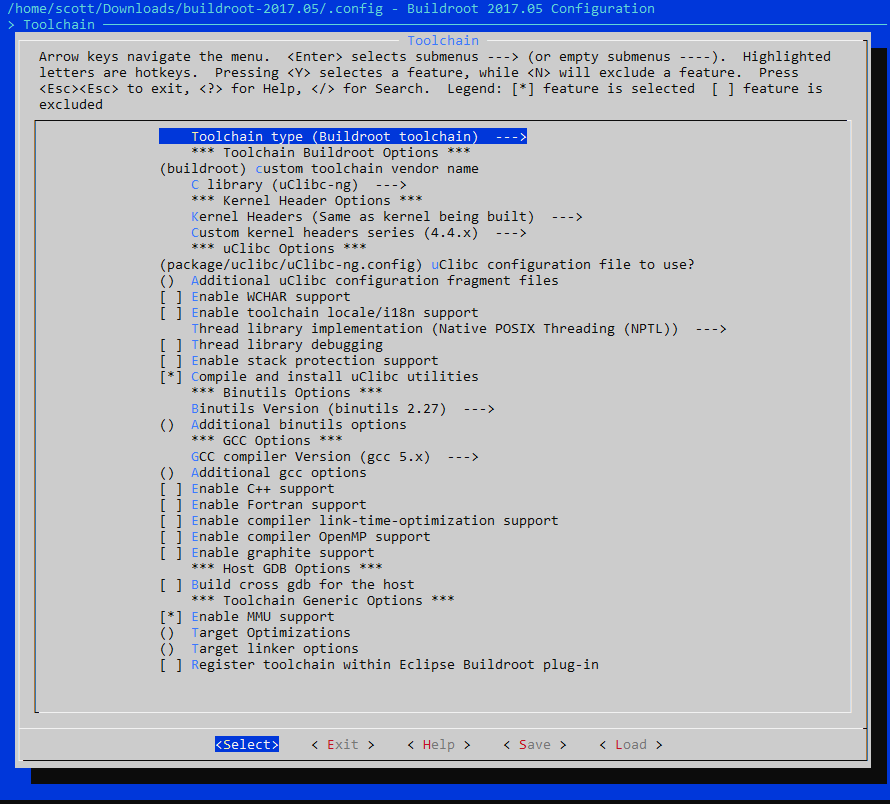 /home/scott/Downloads/buildroot-2017.05/.config - Buildroot 2017.05 Configuration
> Toolchain
Toolchain
Arrow keys navigate the menu.  <Enter> selects submenus ---> (or empty submenus ----).  Highlighted
letters are hotkeys.  Pressing <Y> selectes a feature, while <N> will exclude a feature.  Press
<Esc><Esc> to exit, <?> for Help, </> for Search.  Legend: [*] feature is selected  [ ] feature is
excluded
Toolchain type (Buildroot toolchain)  --->
*** Toolchain Buildroot Options ***
(buildroot) custom toolchain vendor name
C library (uClibc-ng)  --->
*** Kernel Header Options ***
Kernel Headers (Same as kernel being built)  --->
Custom kernel headers series (4.4.x)  --->
*** uClibc Options ***
(package/uclibc/uClibc-ng.config) uClibc configuration file to use?
()  Additional uClibc configuration fragment files
[ ] Enable WCHAR support
[ ] Enable toolchain locale/i18n support
Thread library implementation (Native POSIX Threading (NPTL))  --->
[ ] Thread library debugging
[ ] Enable stack protection support
[*] Compile and install uClibc utilities
*** Binutils Options ***
Binutils Version (binutils 2.27)  --->
()  Additional binutils options
*** GCC Options ***
GCC compiler Version (gcc 5.x)  --->
()  Additional gcc options
[ ] Enable C++ support
[ ] Enable Fortran support
[ ] Enable compiler link-time-optimization support
[ ] Enable compiler OpenMP support
[ ] Enable graphite support
*** Host GDB Options ***
[ ] Build cross gdb for the host
*** Toolchain Generic Options ***
[*] Enable MMU support
()  Target Optimizations
()  Target linker options
[ ] Register toolchain within Eclipse Buildroot plug-in
<Select>    < Exit >    < Help >    < Save >    < Load >